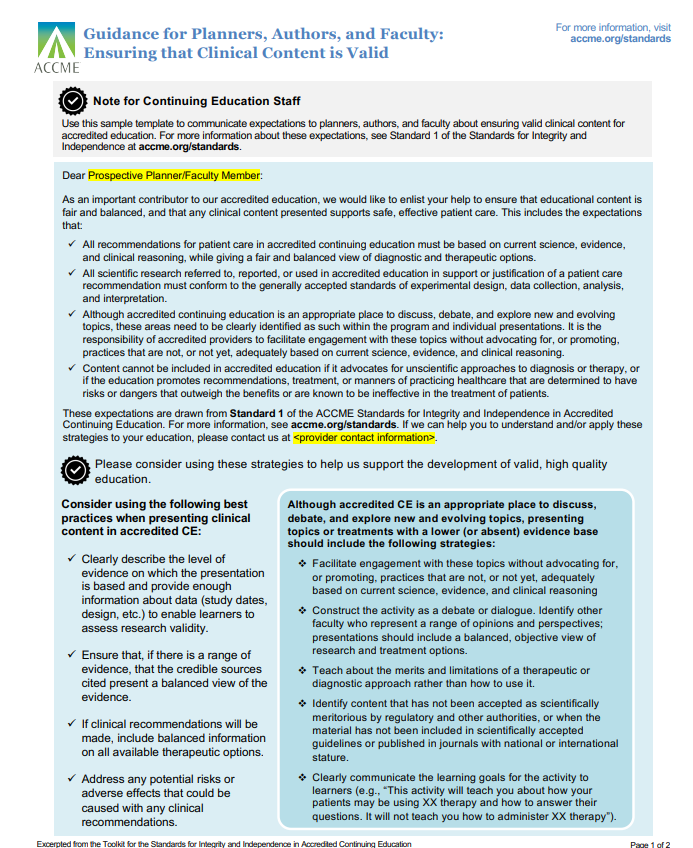 Guidance for Planners, Authors, and Faculty:
Ensuring that Clinical Content is Valid
For more information, visit
accme.org/standards
ACCME
Note for Continuing Education Staff
Use this sample template to communicate expectations to planners, authors, and faculty about ensuring valid clinical content for
accredited education. For more information about these expectations, see Standard 1 of the Standards for Integrity and
Independence at accme.org/standards.
Dear Prospective Planner/Faculty Member:
As an important contributor to our accredited education, we would like to enlist your help to ensure that educational content is
fair and balanced, and that any clinical content presented supports safe, effective patient care. This includes the expectations
that:
✓ All recommendations for patient care in accredited continuing education must be based on current science, evidence,
and clinical reasoning, while giving a fair and balanced view of diagnostic and therapeutic options.
✓ All scientific research referred to, reported, or used in accredited education in support or justification of a patient care
recommendation must conform to the generally accepted standards of experimental design, data collection, analysis,
and interpretation.
✓ Although accredited continuing education is an appropriate place to discuss, debate, and explore new and evolving
topics, these areas need to be clearly identified as such within the program and individual presentations. It is the
responsibility of accredited providers to facilitate engagement with these topics without advocating for, or promoting,
practices that are not, or not yet, adequately based on current science, evidence, and clinical reasoning.
✓ Content cannot be included in accredited education if it advocates for unscientific approaches to diagnosis or therapy, or
if the education promotes recommendations, treatment, or manners of practicing healthcare that are determined to have
risks or dangers that outweigh the benefits or are known to be ineffective in the treatment of patients.
These expectations are drawn from Standard 1 of the ACCME Standards for Integrity and Independence in Accredited
Continuing Education. For more information, see accme.org/standards. If we can help you to understand and/or apply these
strategies to your education, please contact us at <provider contact information>.
Please consider using these strategies to help us support the development of valid, high quality
education.
Consider using the following best
practices when presenting clinical
content in accredited CE:
✓ Clearly describe the level of
evidence on which the presentation
is based and provide enough
information about data (study dates,
design, etc.) to enable learners to
assess research validity.
✓ Ensure that, if there is a range of
evidence, that the credible sources
cited present a balanced view of the
evidence.
✓ If clinical recommendations will be
made, include balanced information
on all available therapeutic options.
✓ Address any potential risks or
adverse effects that could be
caused with any clinical
recommendations.
Although accredited CE is an appropriate place to discuss,
debate, and explore new and evolving topics, presenting
topics or treatments with a lower (or absent) evidence base
should include the following strategies:
❖ Facilitate engagement with these topics without advocating for,
or promoting, practices that are not, or not yet, adequately
based on current science, evidence, and clinical reasoning
❖ Construct the activity as a debate or dialogue. Identify other
faculty who represent a range of opinions and perspectives;
presentations should include a balanced, objective view of
research and treatment options.
❖ Teach about the merits and limitations of a therapeutic or
diagnostic approach rather than how to use it.
❖ Identify content that has not been accepted as scientifically
meritorious by regulatory and other authorities, or when the
material has not been included in scientifically accepted
guidelines or published in journals with national or international
stature.
❖ Clearly communicate the learning goals for the activity to
learners (e.g., “This activity will teach you about how your
patients may be using XX therapy and how to answer their
questions. It will not teach you how to administer XX therapy”).
Excerpted from the Toolkit for the Standards for Integrity and Independence in Accredited Continuing Education
Page 1 of 2